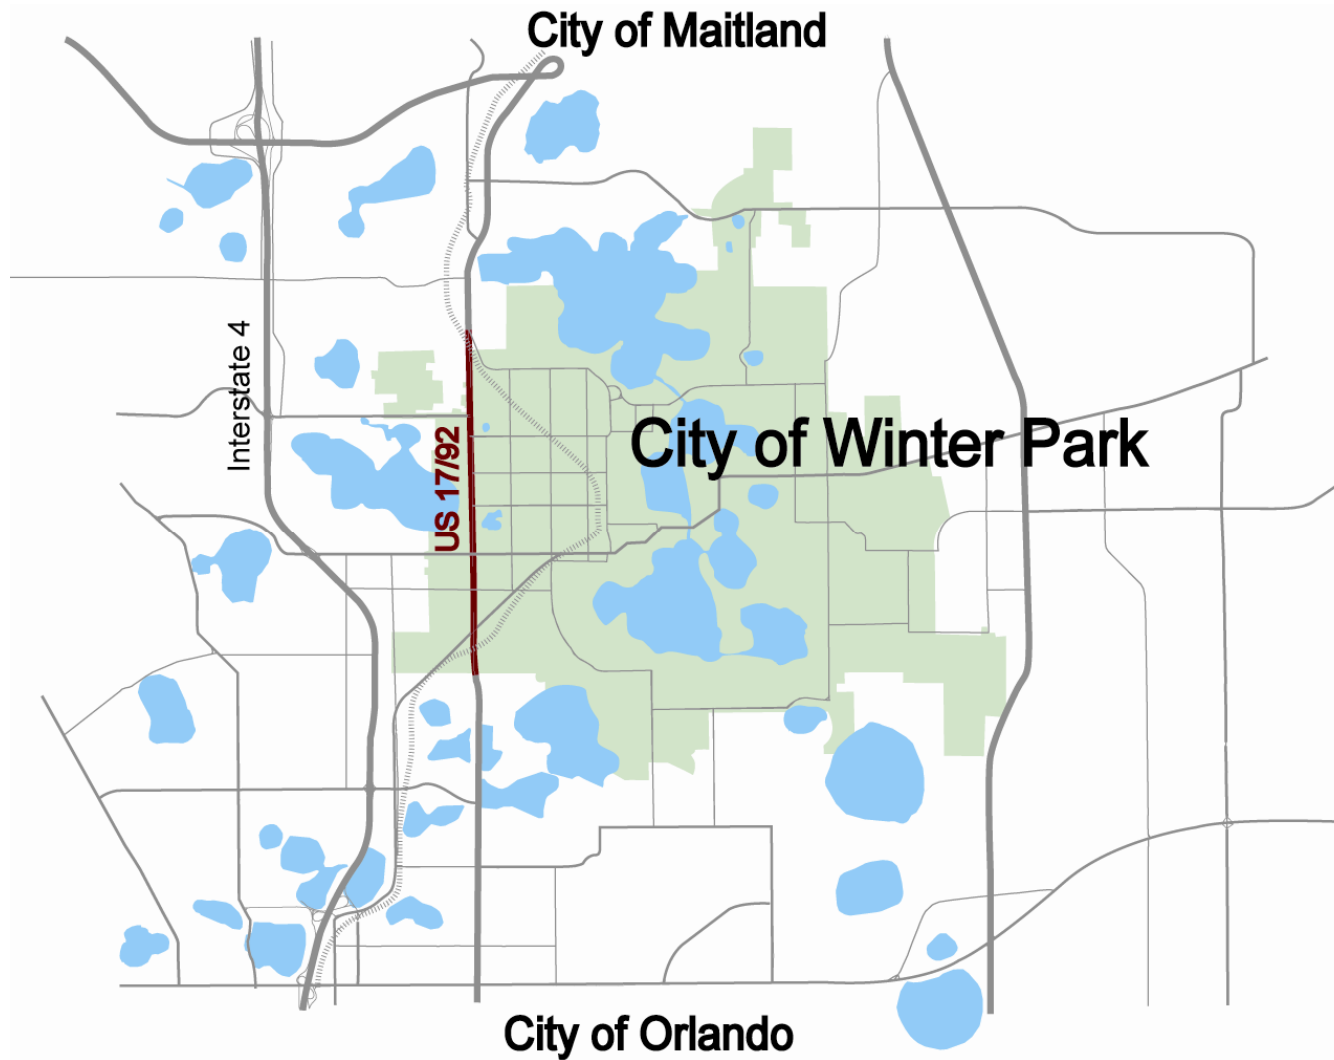 City of Maitland
Interstate 4
US 17/92
City of Winter Park
City of Orlando